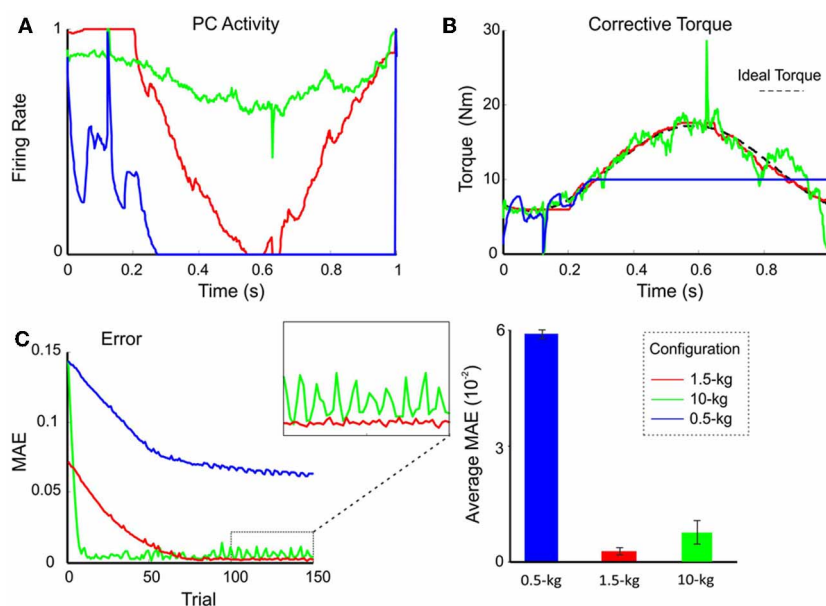 A
PC Activity
1
Firing Rate
0
0
0.2
0.4
0.6
0.8
1
Time (s)
B
Corrective Torque
30
20
10
0
Torque (Nm)
Ideal Torque
0
0.2
0.4
0.6
0.8
Time (s)
C
Error
0.15
0.1
0.05
0
MAE
0
50
100
150
Trial
6
3
0
Average MAE (10-2)
Configuration
1.5-kg
10-kg
0.5-kg
0.5-kg
1.5-kg
10-kg